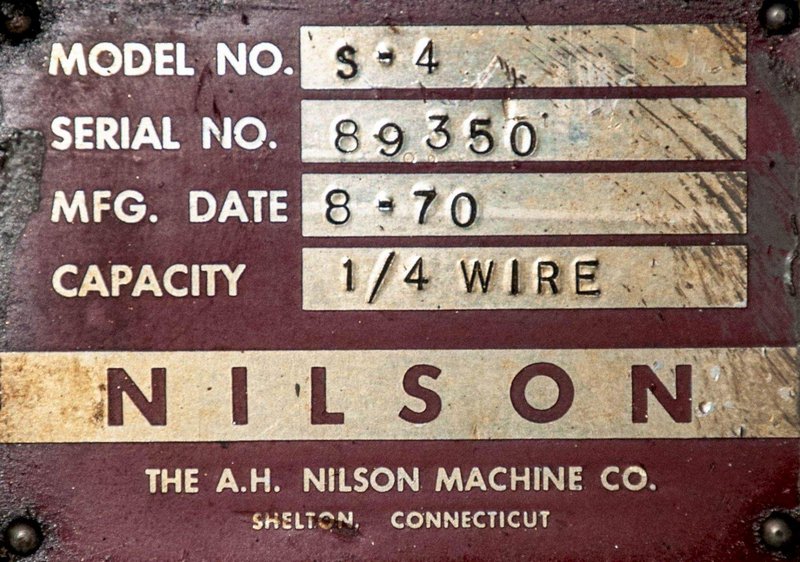 MODEL NO. S-4
SERIAL NO. 89350
MFG. DATE 8-70
CAPACITY 1/4 WIRE
NILSON
THE A.H. NILSON MACHINE CO.
SHELTON, CONNECTICUT